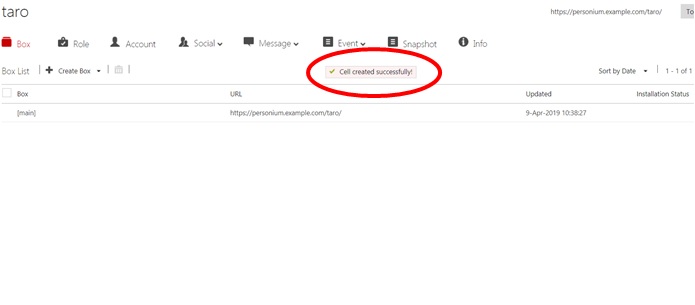 taro https://personium.example.com/taro/ To
Box Role Account Social Message Event Snapshot Info
Box List Create Box Cell created successfully! Sort by Date 1 - 1 of 1
Box URL Updated Installation Status
[main] https://personium.example.com/taro/ 9-Apr-2019 10:38:27